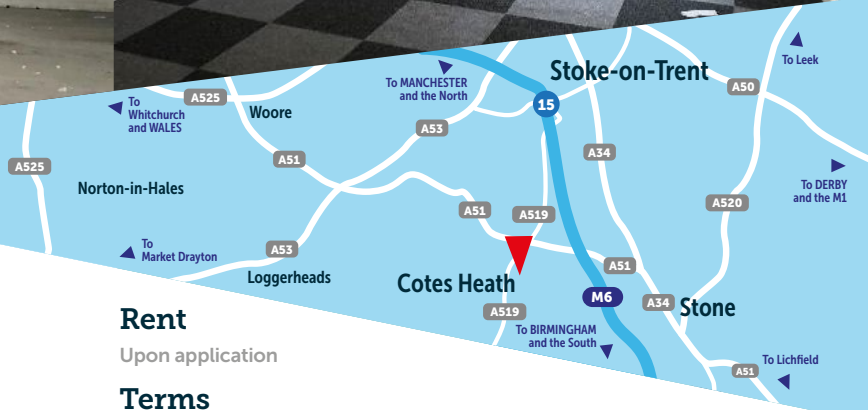 Stoke-on-Trent
To Leek
To MANCHESTER
and the North
A50
A525
To
Whitchurch
and WALES
15
Woore
A53
A34
A51
A525
To DERBY
and the M1
Norton-in-Hales
A520
A51
A519
To
Market Drayton
A53
A51
Loggerheads
Cotes Heath
M6
A34
Stone
A519
Rent
To BIRMINGHAM
and the South
Upon application
To Lichfield
A51
Terms